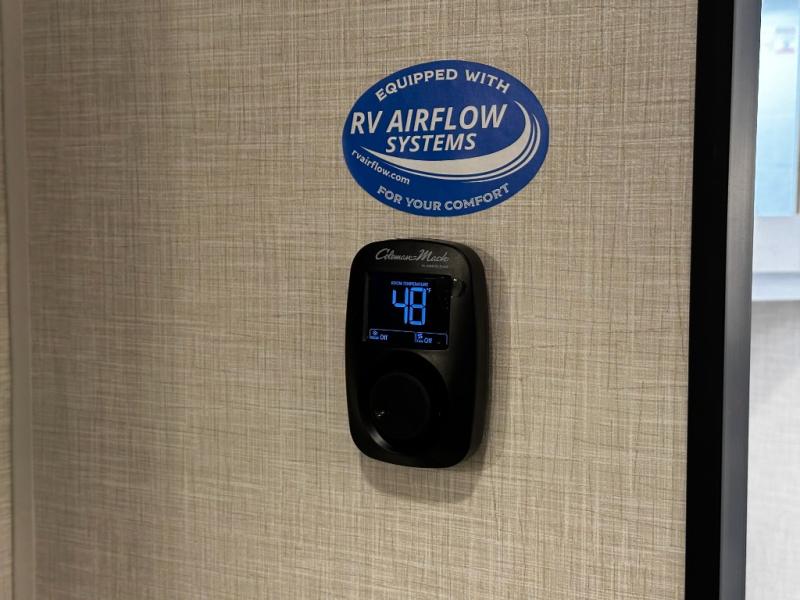 EQUIPPED WITH
RV AIRFLOW
SYSTEMS
rvairflow.com
FOR YOUR COMFORT
Coleman-Mach
ROOM TEMPERATURE
48°F
Off
Off